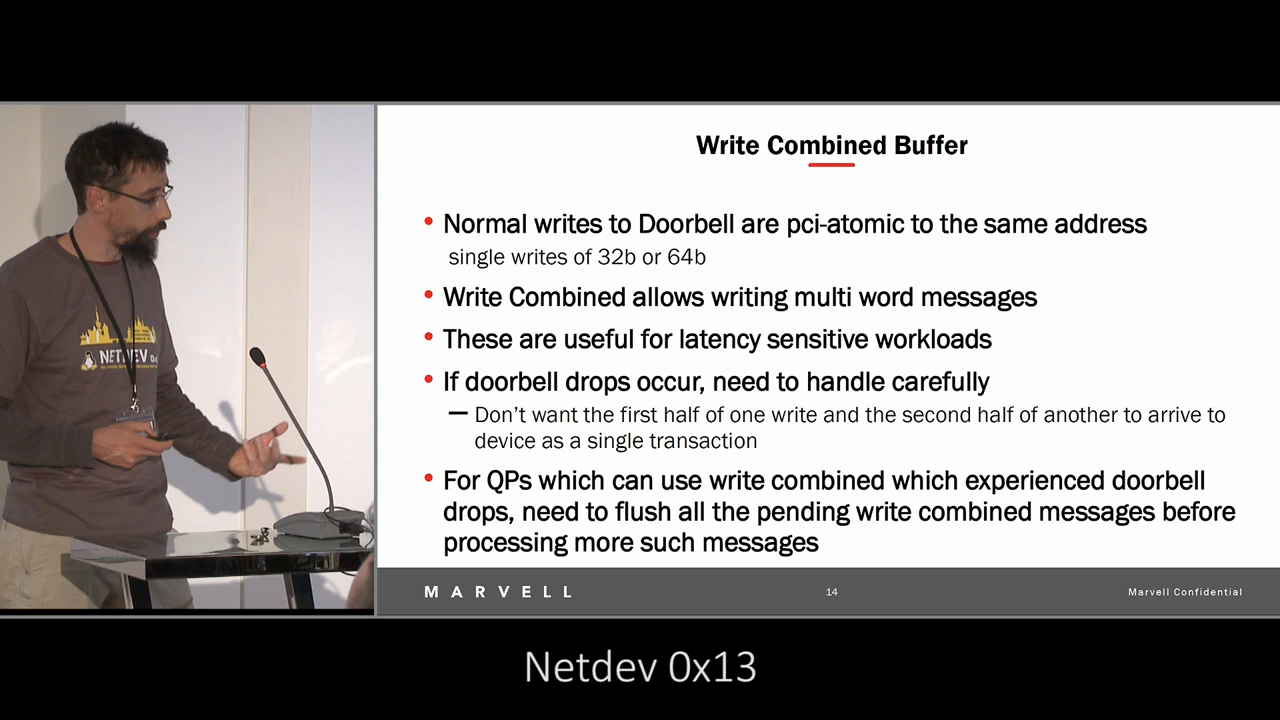 Write Combined Buffer
• Normal writes to Doorbell are pci-atomic to the same address
single writes of 32b or 64b
• Write Combined allows writing multi word messages
• These are useful for latency sensitive workloads
• If doorbell drops occur, need to handle carefully
— Don't want the first half of one write and the second half of another to arrive to
device as a single transaction
• For QPs which can use write combined which experienced doorbell
drops, need to flush all the pending write combined messages before
processing more such messages
MARVELL
14
Marvell Confidential
NETDEV
Netdev 0x13